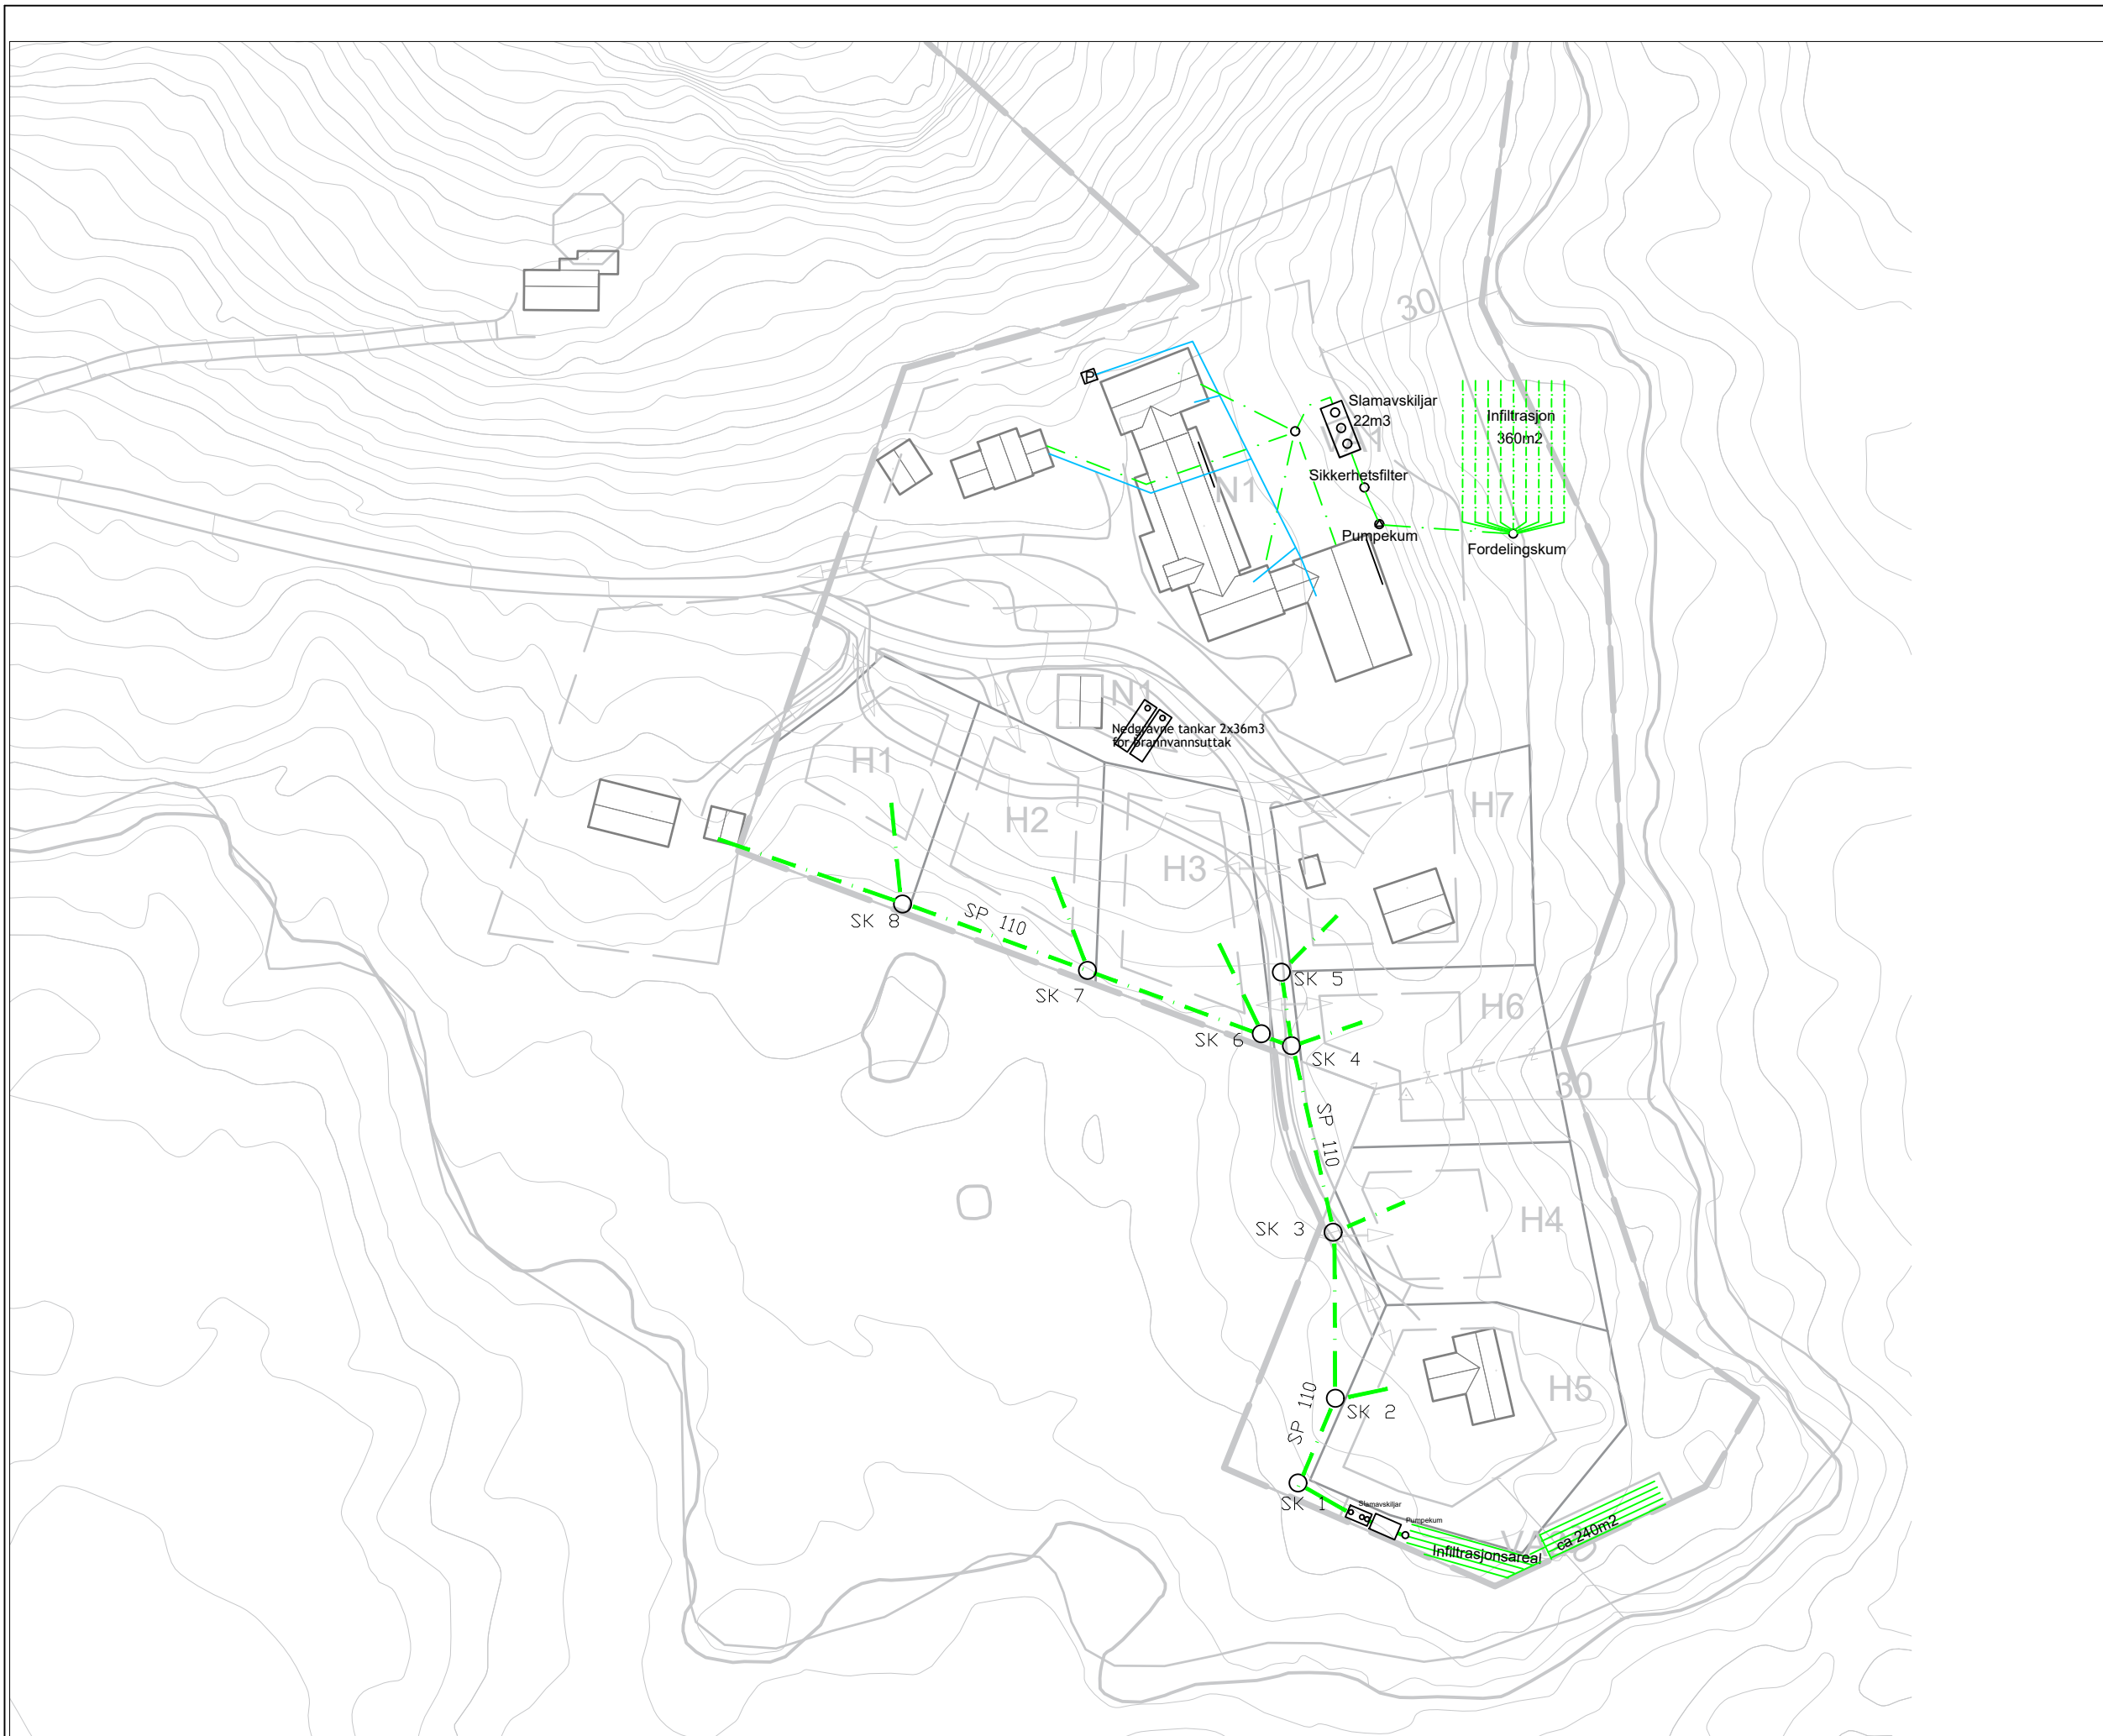 30
P
Slamavskiljar
22m3
Infiltrasjon
360m2
Sikkerhetsfilter
N1
Pumpekum
Fordelingskum
N1
Nedgravne tankar 2x36m3
for brannvannsuttak
H1
H2
H3
H7
SK 8
SP 110
SK 7
SK 5
SK 6
SK 4
H6
30
SP 110
SK 3
H4
H5
SP 110
SK 2
SK 1
Slamavskiljar
Pumpekum
Infiltrasjonsareal
ca 240m2